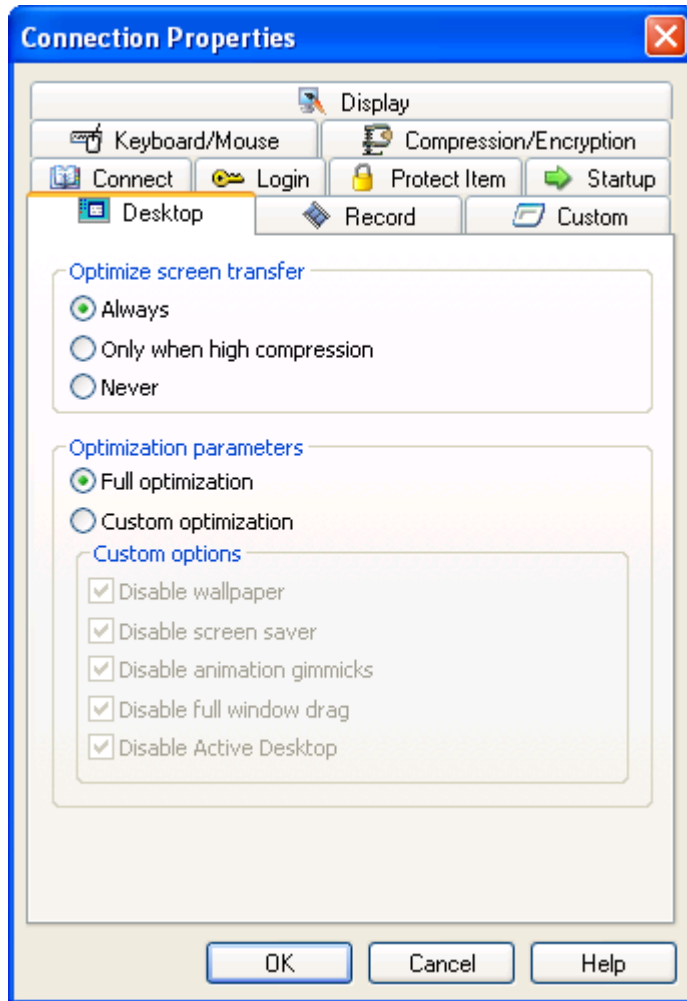 Connection Properties
Display
Keyboard/Mouse Compression/Encryption
Connect Login Protect Item Startup
Desktop Record Custom
Optimize screen transfer
Always
Only when high compression
Never
Optimization parameters
Full optimization
Custom optimization
Custom options
Disable wallpaper
Disable screen saver
Disable animation gimmicks
Disable full window drag
Disable Active Desktop
OK Cancel Help